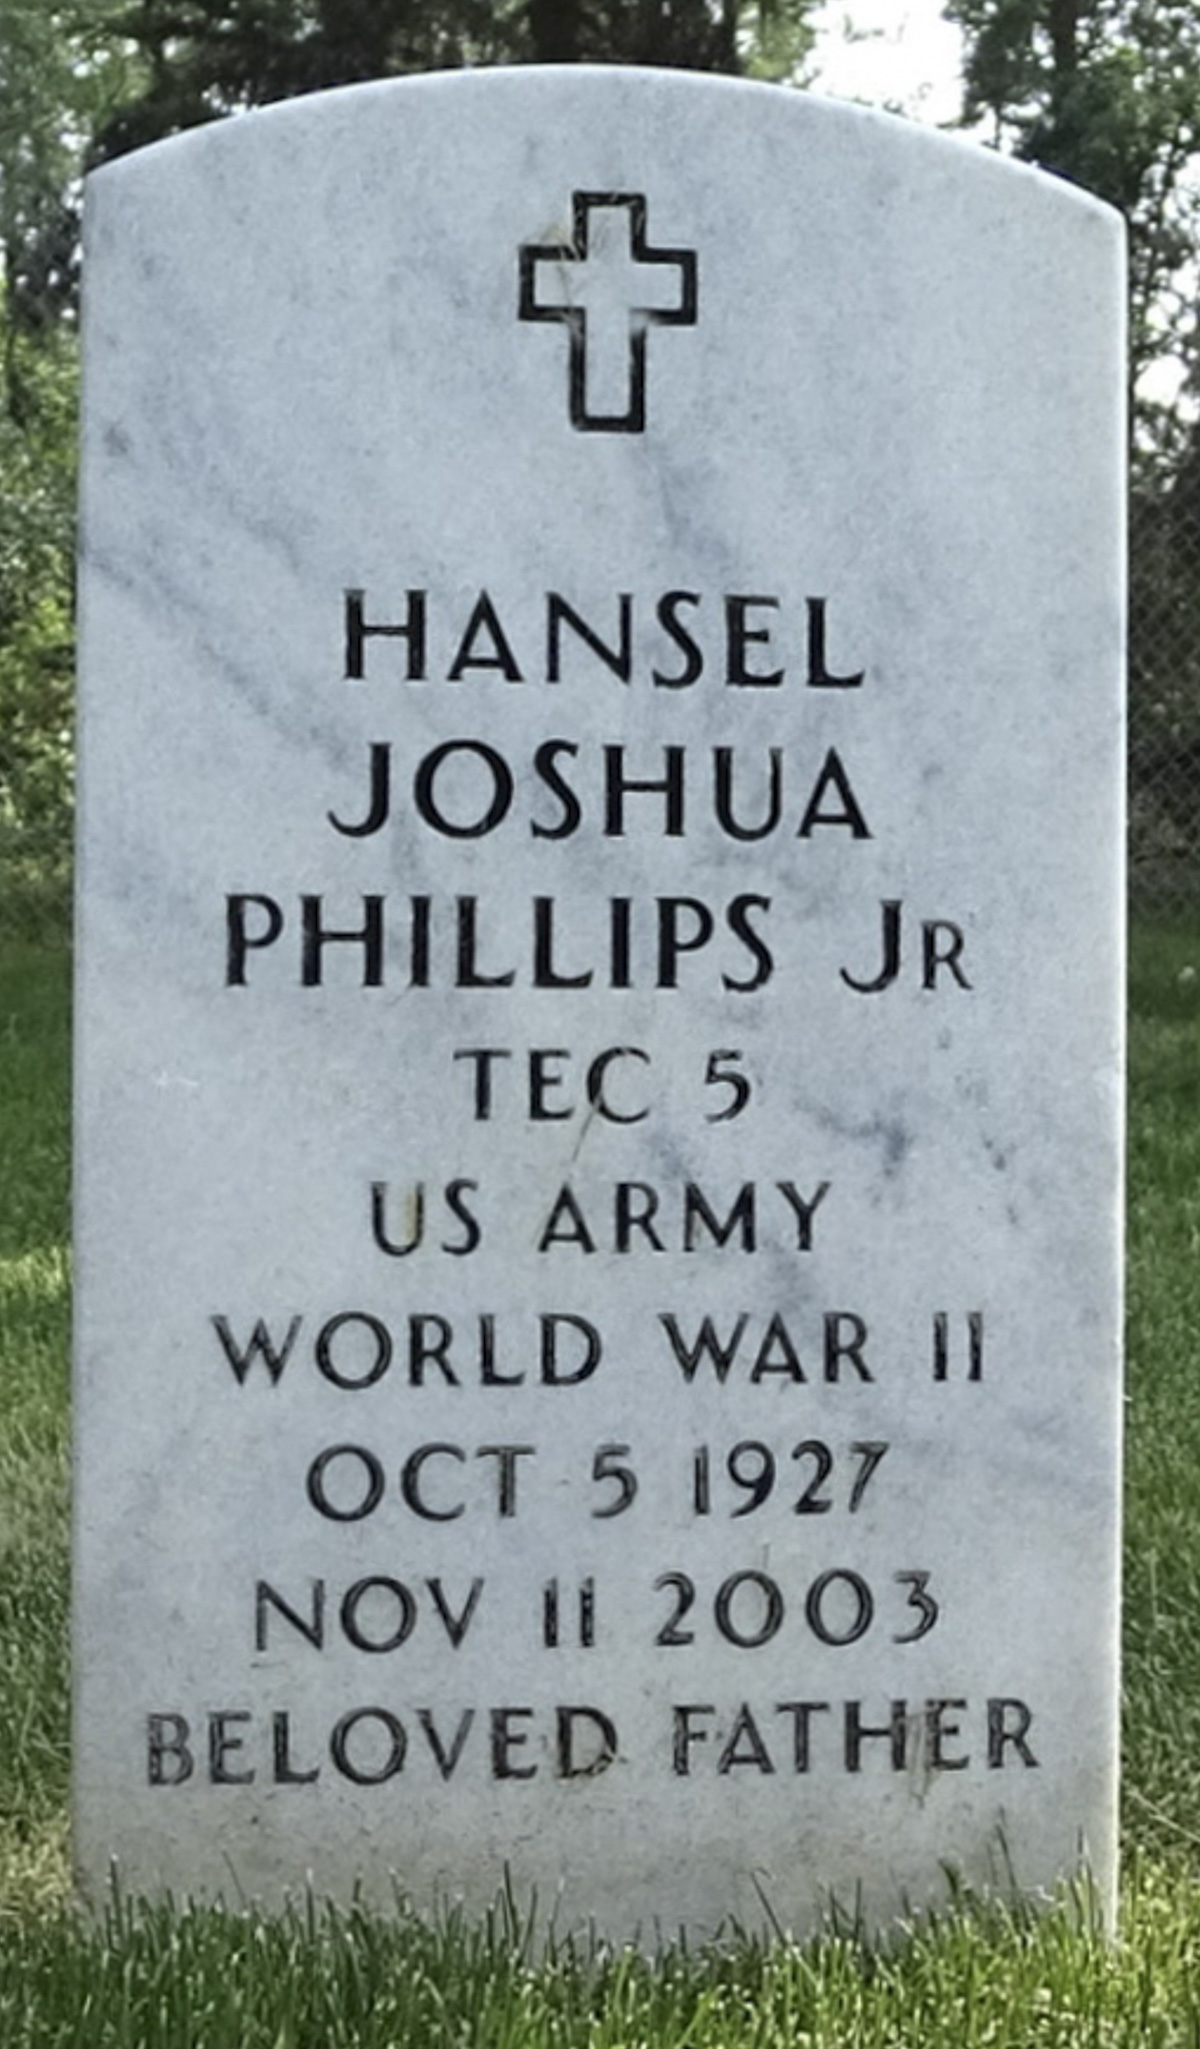 HANSEL
JOSHUA
PHILLIPS JR
TEC 5
US ARMY
WORLD WAR II
OCT 5 1927
NOV 11 2003
BELOVED FATHER